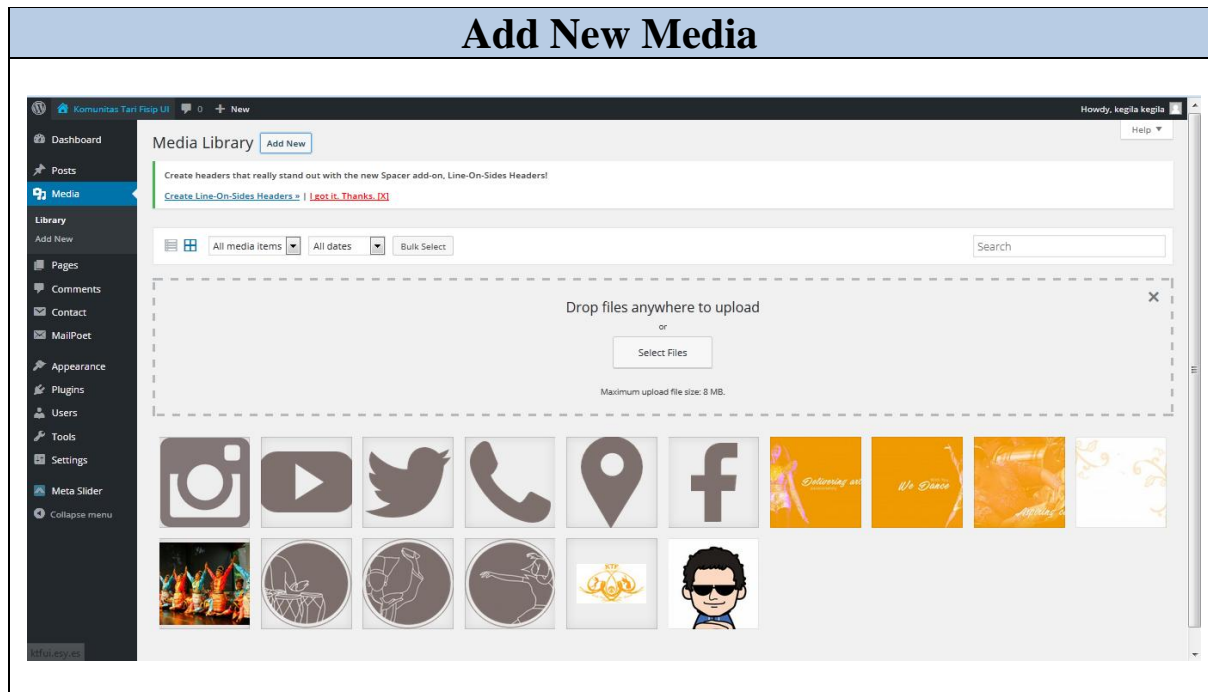 Add New Media
Komunitas Tari Fisip UI 0 + New Howdy, kegila kegila
Help ▼
Dashboard
Posts
Media
Library
Add New
Pages
Comments
Contact
MailPoet
Appearance
Plugins
Users
Tools
Settings
Meta Slider
Collapse menu
ktfui.esy.es
Media Library Add New
Create headers that really stand out with the new Spacer add-on, Line-On-Sides Headers!
Create Line-On-Sides Headers » | I got it. Thanks. [X]
All media items All dates Bulk Select Search
Drop files anywhere to upload
or
Select Files
Maximum upload file size: 8 MB.
Delivering art
We Dance
KTF